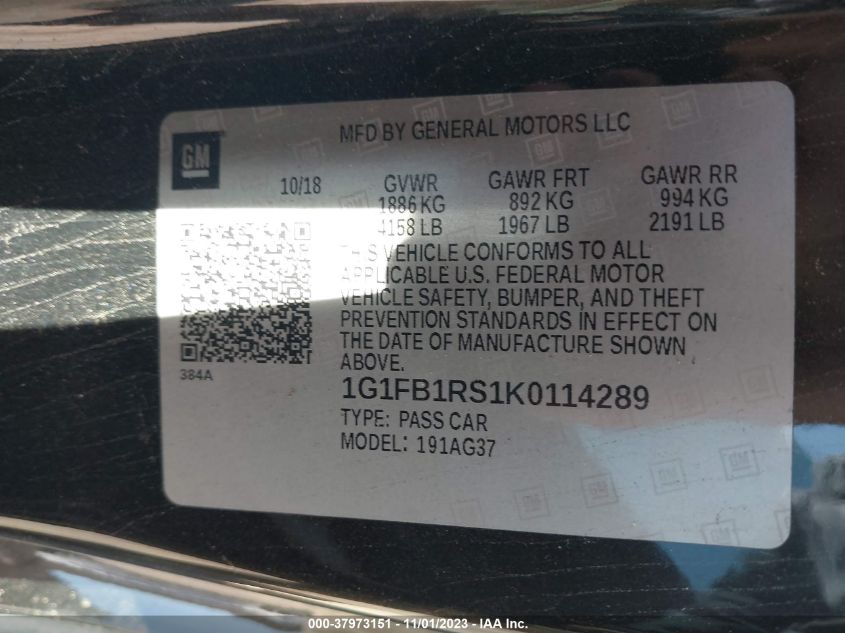 GM
MFD BY GENERAL MOTORS LLC
10/18 GVWR GAWR FRT GAWR RR
1886 KG 892 KG 994 KG
4158 LB 1967 LB 2191 LB
THIS VEHICLE CONFORMS TO ALL
APPLICABLE U.S. FEDERAL MOTOR
VEHICLE SAFETY, BUMPER, AND THEFT
PREVENTION STANDARDS IN EFFECT ON
THE DATE OF MANUFACTURE SHOWN
ABOVE.
384A
1G1FB1RS1K0114289
TYPE: PASS CAR
MODEL: 191AG37
000-37973151 - 11/01/2023 - IAA Inc.